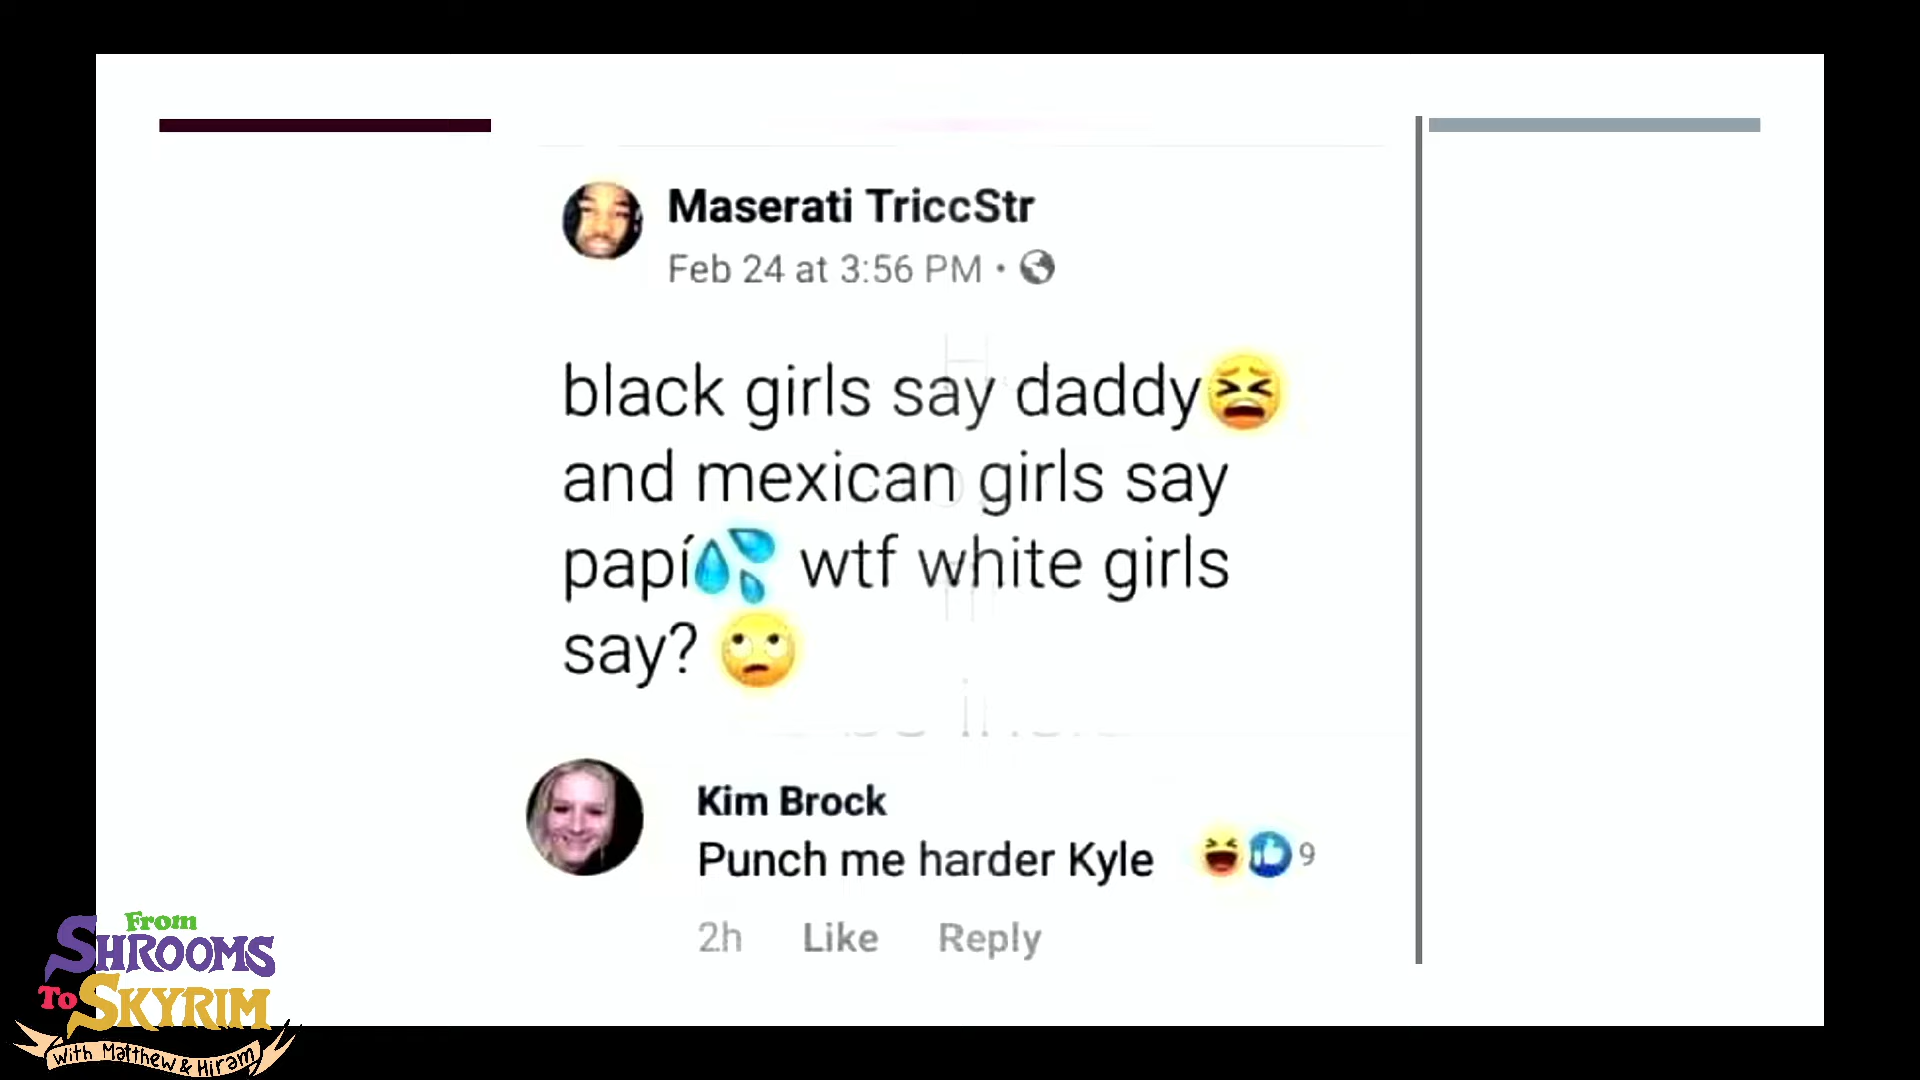 Maserati TriccStr
Feb 24 at 3:56 PM •
black girls say daddy😫
and mexican girls say
papí💦 wtf white girls
say? 🙄
Kim Brock
Punch me harder Kyle 9
2h Like Reply
From
SHROOMS
To SKYRIM
with Matthew & Hiram